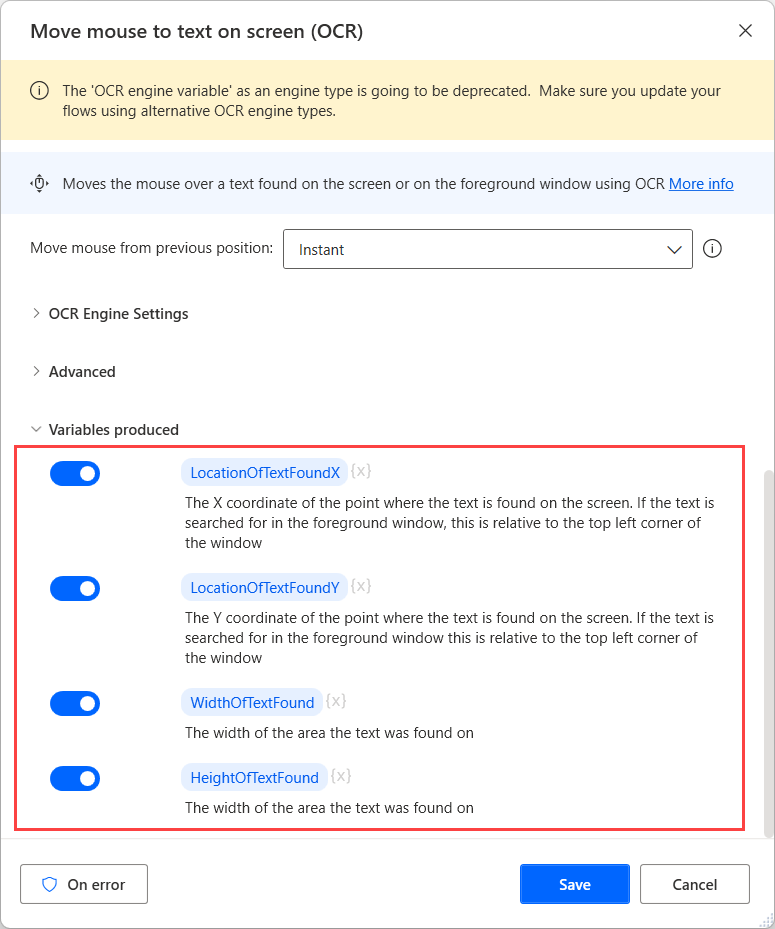 Move mouse to text on screen (OCR)
The 'OCR engine variable' as an engine type is going to be deprecated.  Make sure you update your
flows using alternative OCR engine types.
Moves the mouse over a text found on the screen or on the foreground window using OCR More info
Move mouse from previous position: Instant
OCR Engine Settings
Advanced
Variables produced
LocationOfTextFoundX {x}
The X coordinate of the point where the text is found on the screen. If the text is
searched for in the foreground window, this is relative to the top left corner of
the window
LocationOfTextFoundY {x}
The Y coordinate of the point where the text is found on the screen. If the text is
searched for in the foreground window this is relative to the top left corner of
the window
WidthOfTextFound {x}
The width of the area the text was found on
HeightOfTextFound {x}
The width of the area the text was found on
On error Save Cancel